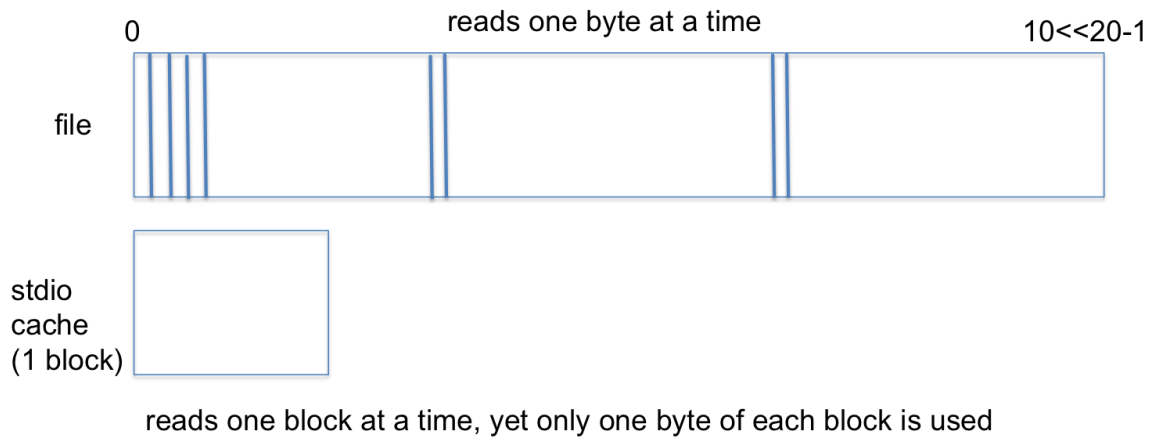 reads one byte at a time
0
10<<20-1
file
stdio
cache
(1 block)
reads one block at a time, yet only one byte of each block is used